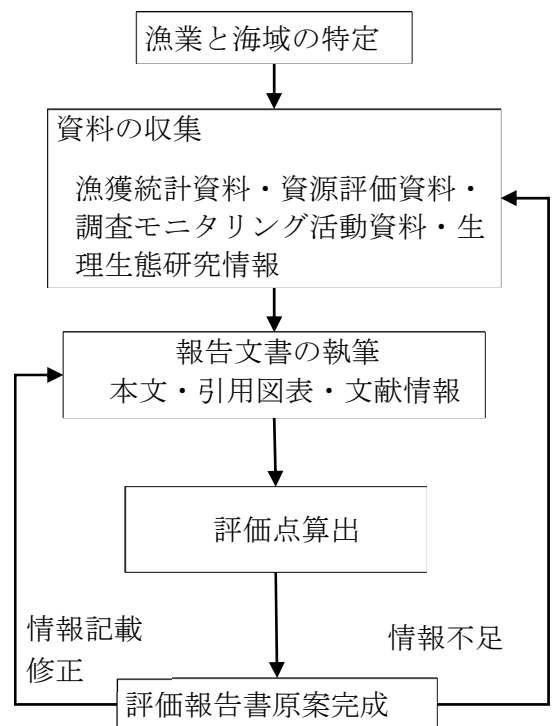 漁業と海域の特定
資料の収集
漁獲統計資料・資源評価資料・
調査モニタリング活動資料・生
理生態研究情報
報告文書の執筆
本文・引用図表・文献情報
評価点算出
情報記載
修正
情報不足
評価報告書原案完成